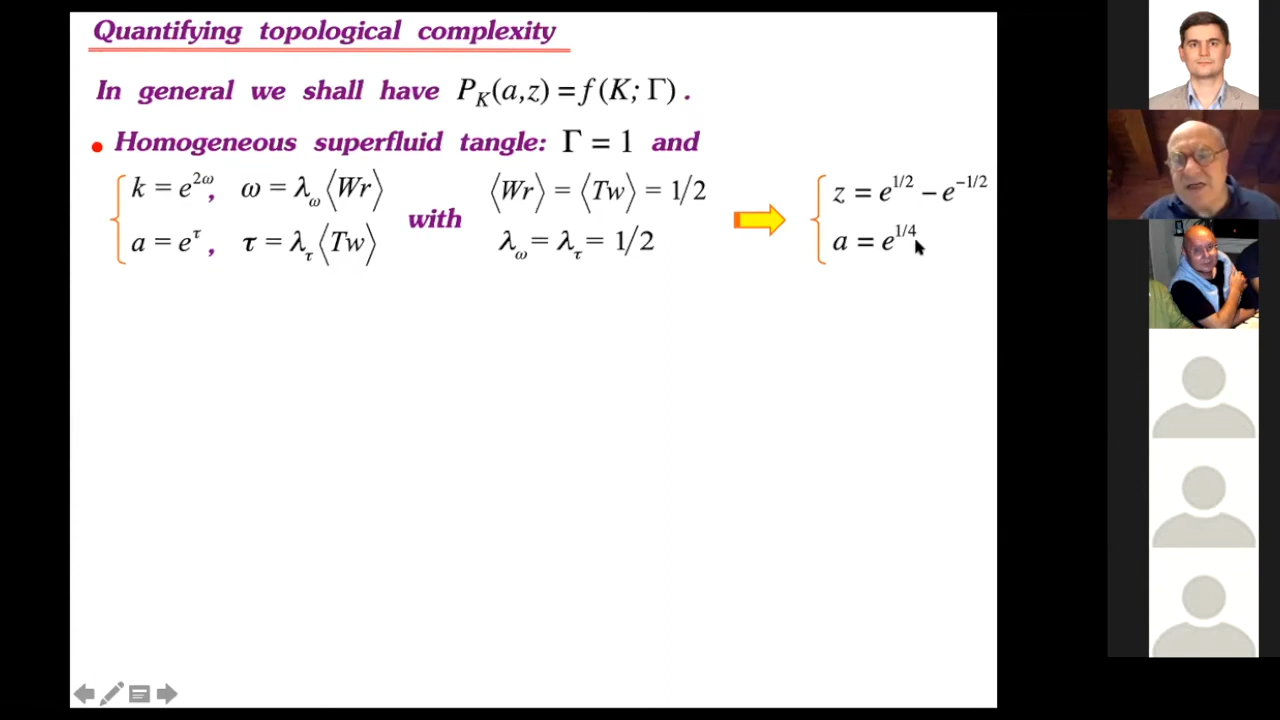 Quantifying topological complexity
In general we shall have P_K(a,z) = f(K; Γ) .
• Homogeneous superfluid tangle: Γ = 1 and
k = e^{2ω}, ω = λ_ω ⟨Wr⟩
a = e^τ, τ = λ_τ ⟨Tw⟩
with
⟨Wr⟩ = ⟨Tw⟩ = 1/2
λ_ω = λ_τ = 1/2
z = e^{1/2} − e^{−1/2}
a = e^{1/4}